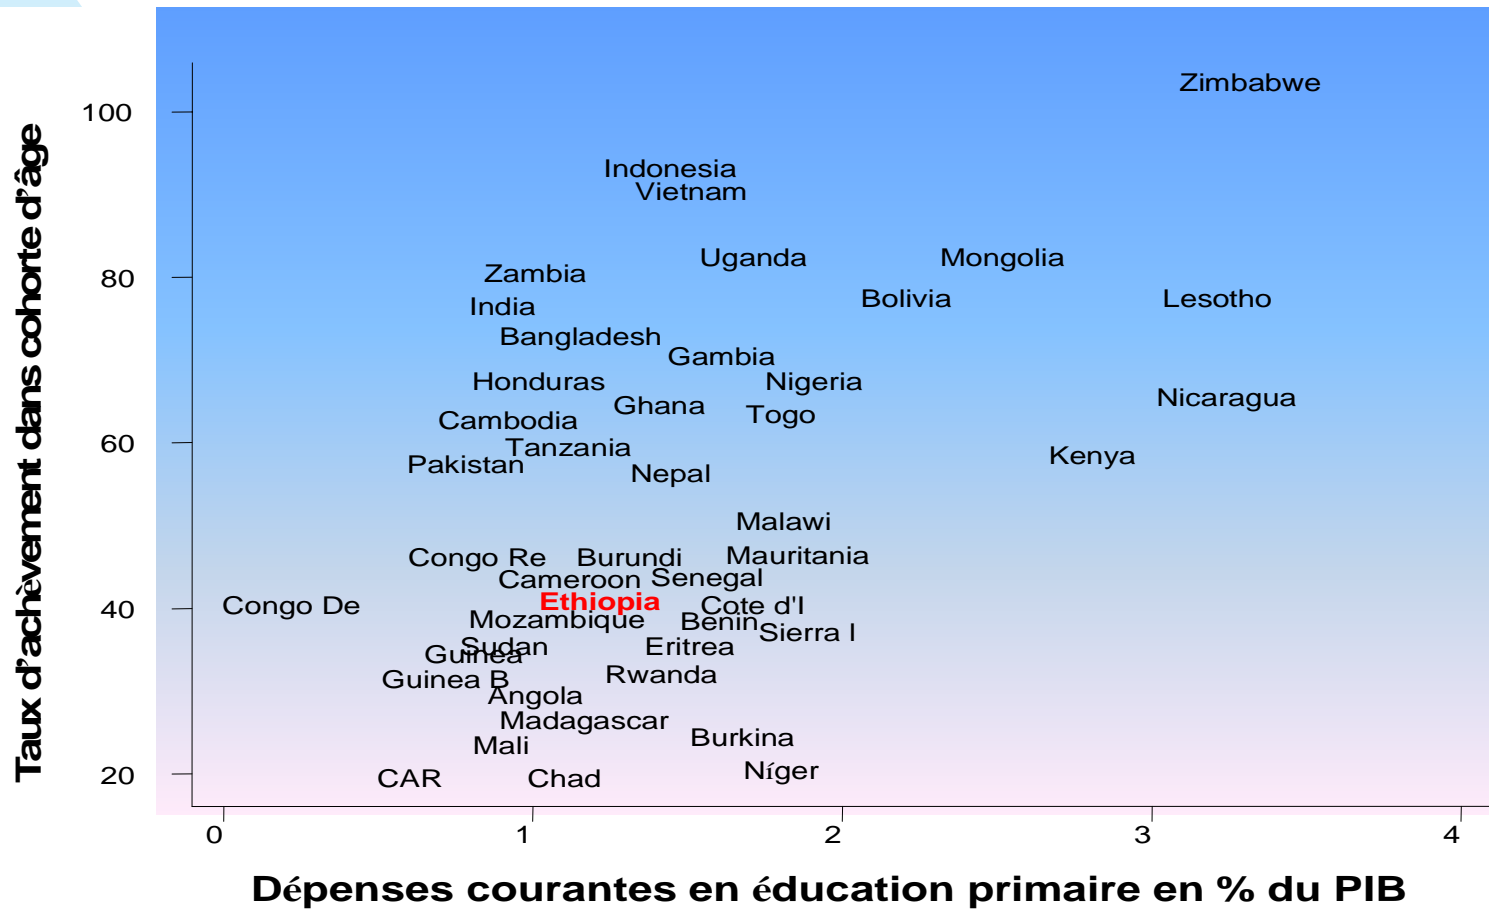 Taux d'achèvement dans cohorte d'âge
100
80
60
40
20
Zimbabwe
Indonesia
Vietnam
Uganda
Mongolia
Zambia
Bolivia
Lesotho
India
Bangladesh
Gambia
Honduras
Nigeria
Nicaragua
Ghana
Togo
Cambodia
Tanzania
Kenya
Pakistan
Nepal
Malawi
Congo Re
Burundi
Mauritania
Cameroon
Senegal
Ethiopia
Congo De
Cote d'I
Mozambique
Benin
Sierra l
Sudan
Eritrea
Guinea
Rwanda
Guinea B
Angola
Madagascar
Burkina
Mali
Níger
CAR
Chad
0
1
2
3
4
Dépenses courantes en éducation primaire en % du PIB